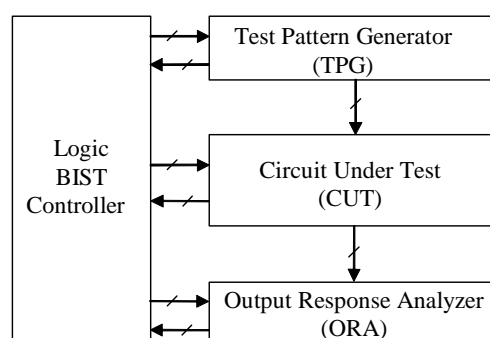 Test Pattern Generator
(TPG)
Logic
BIST
Controller
Circuit Under Test
(CUT)
Output Response Analyzer
(ORA)